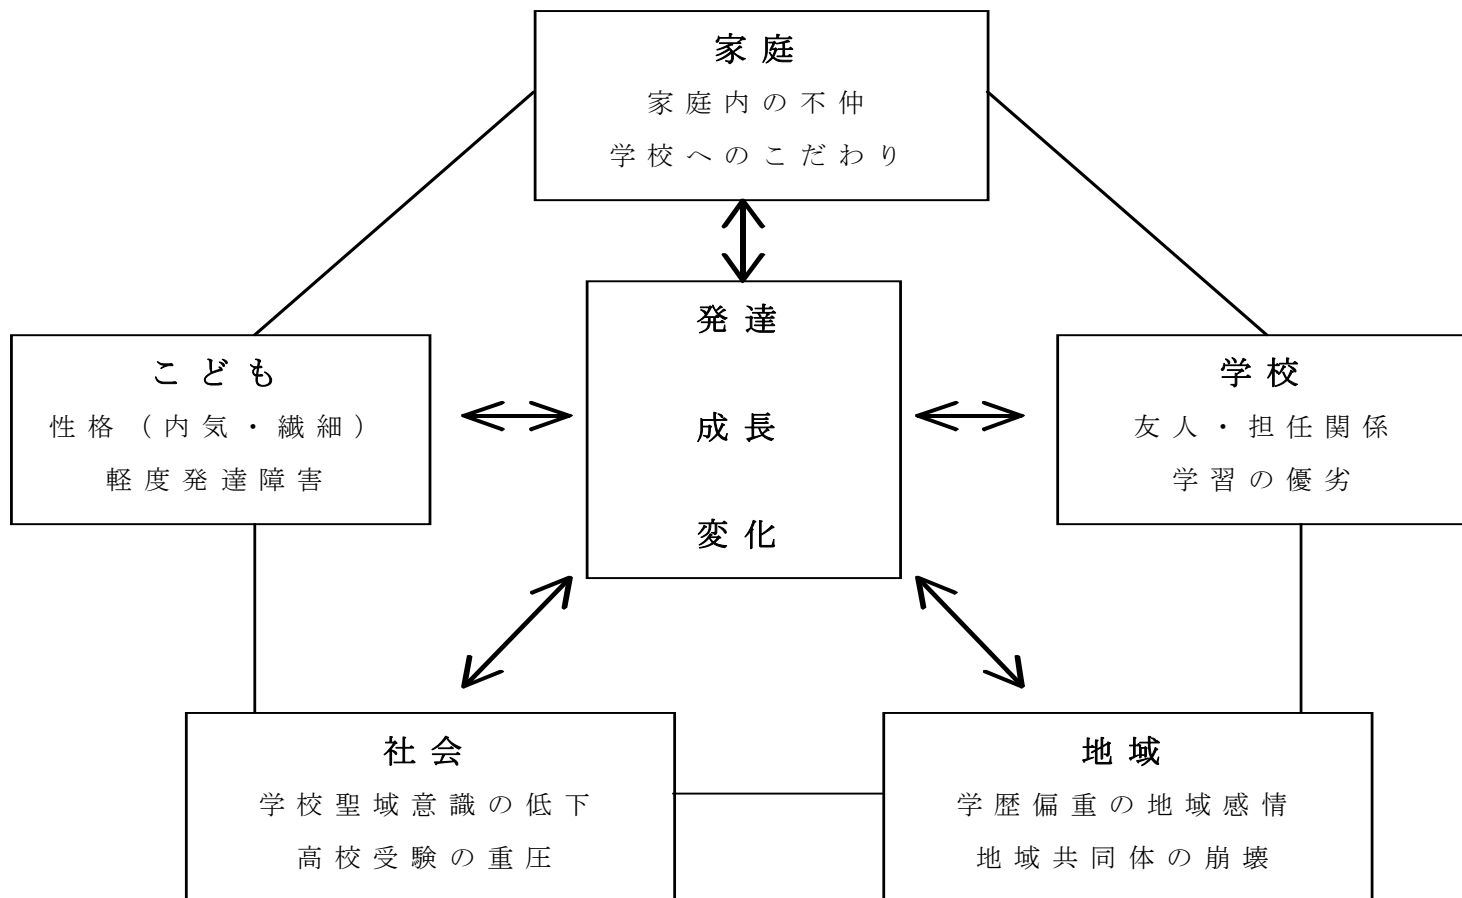 家庭
家庭内の不仲
学校へのこだわり
発達
成長
変化
こども
性格（内気・繊細）
軽度発達障害
学校
友人・担任関係
学習の優劣
社会
学校聖域意識の低下
高校受験の重圧
地域
学歴偏重の地域感情
地域共同体の崩壊